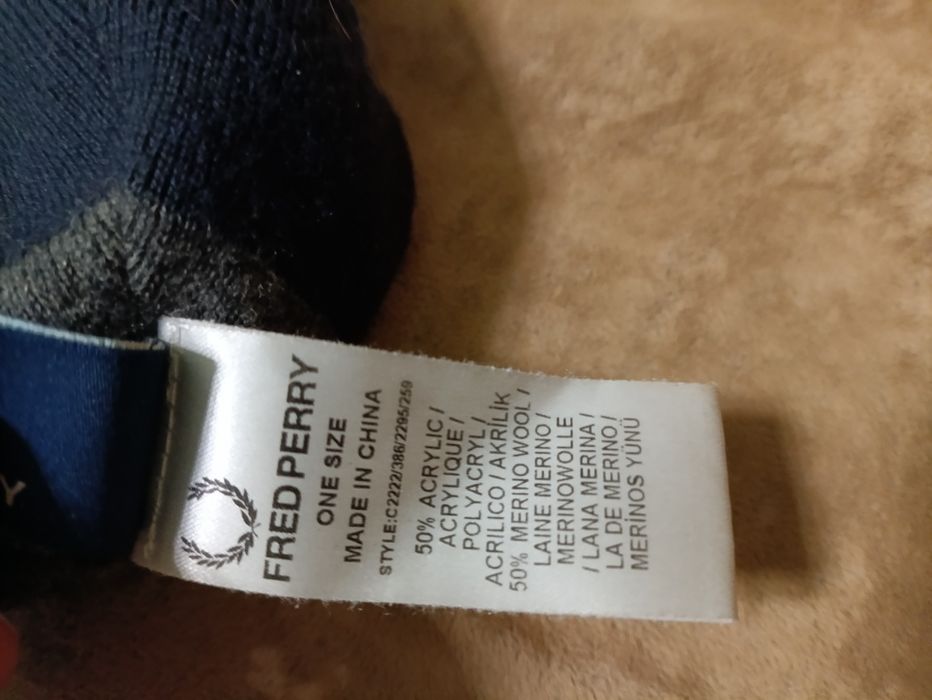 FRED PERRY
ONE SIZE
MADE IN CHINA
STYLE:C2222/386/2295/259
50% ACRYLIC /
ACRYLIQUE /
POLYACRYL /
ACRILICO / AKRİLİK
50% MERINO WOOL /
LAINE MERINO /
MERINOWOLLE
/ LANA MERINA /
LA DE MERINO /
MERİNOS YÜNÜ
Y